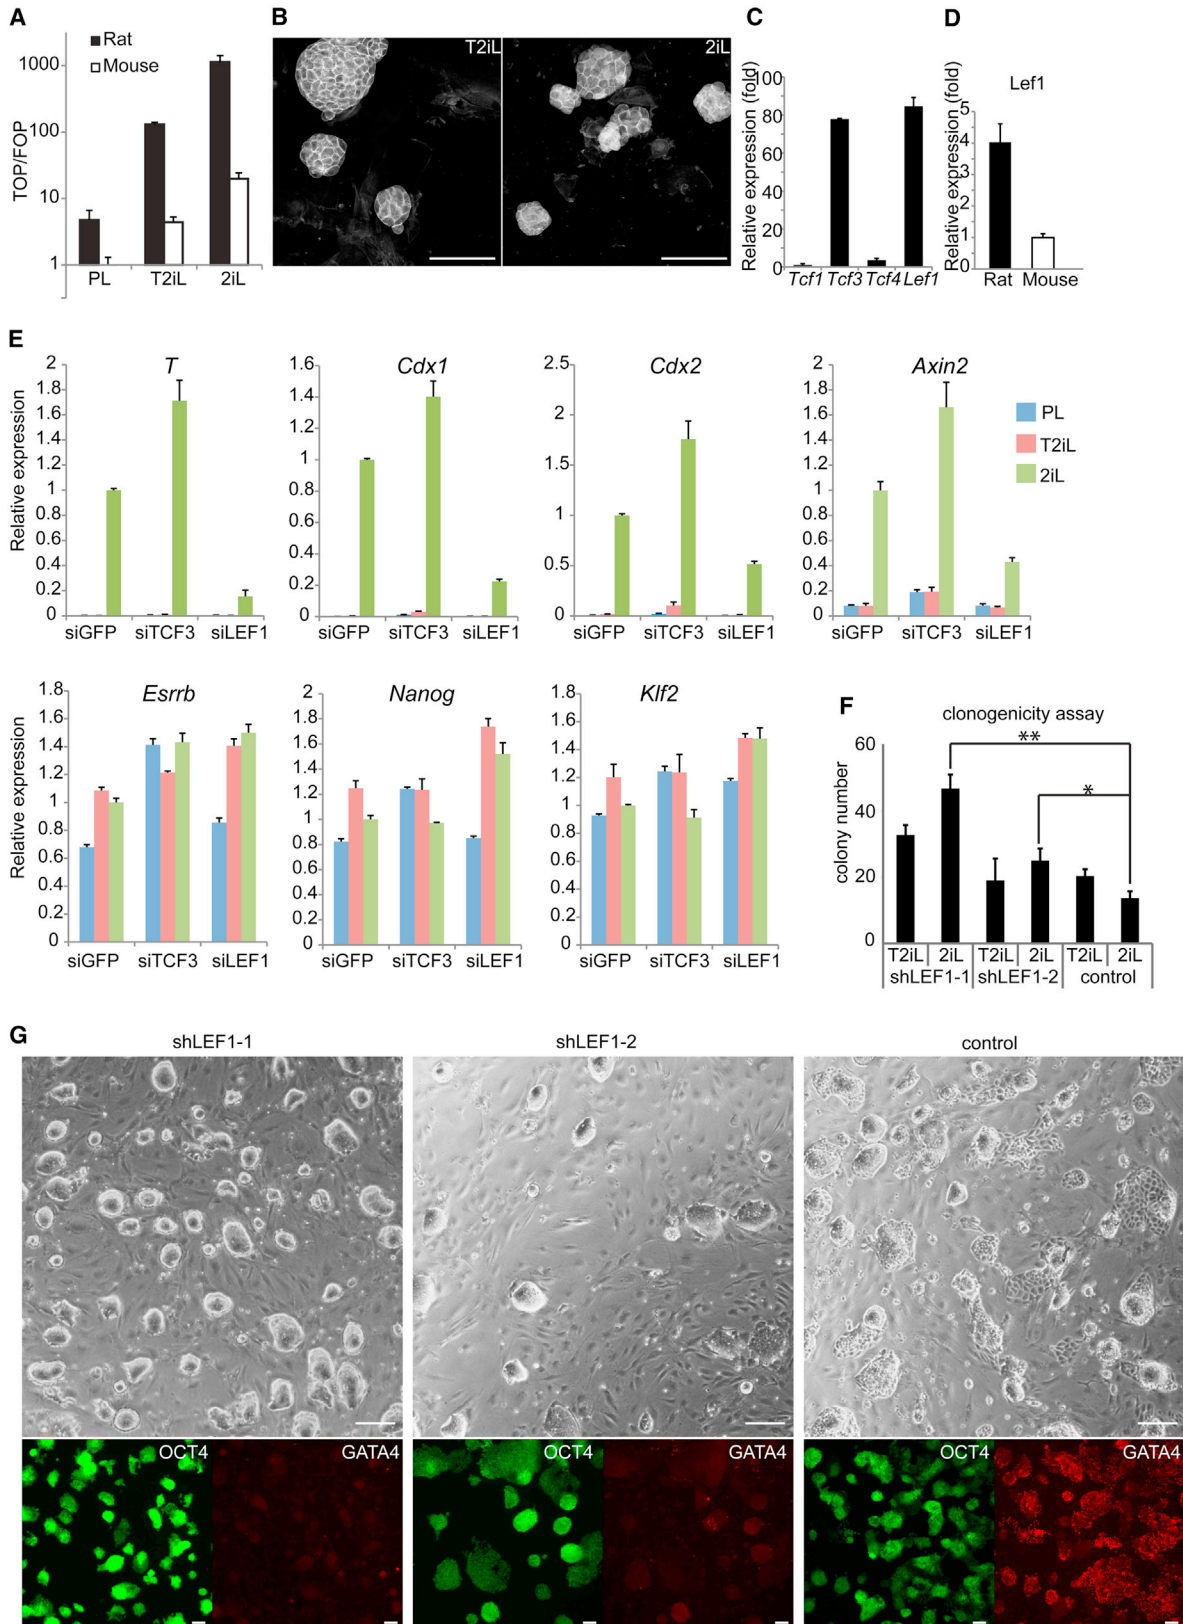 A
Rat
Mouse
TOP/FOP
1000
100
10
1
PL
T2iL
2iL
B
T2iL
2iL
C
Relative expression (fold)
100
80
60
40
20
0
Tcf1
Tcf3
Tcf4
Lef1
D
Lef1
Relative expression (fold)
5
4
3
2
1
0
Rat
Mouse
E
Relative expression
T
2
1.8
1.6
1.4
1.2
1
0.8
0.6
0.4
0.2
0
siGFP
siTCF3
siLEF1
Cdx1
1.6
1.4
1.2
1
0.8
0.6
0.4
0.2
0
siGFP
siTCF3
siLEF1
Cdx2
2.5
2
1.5
1
0.5
0
siGFP
siTCF3
siLEF1
Axin2
2
1.8
1.6
1.4
1.2
1
0.8
0.6
0.4
0.2
0
siGFP
siTCF3
siLEF1
PL
T2iL
2iL
Relative expression
Esrrb
1.8
1.6
1.4
1.2
1
0.8
0.6
0.4
0.2
0
siGFP
siTCF3
siLEF1
Nanog
2
1.8
1.6
1.4
1.2
1
0.8
0.6
0.4
0.2
0
siGFP
siTCF3
siLEF1
Klf2
1.8
1.6
1.4
1.2
1
0.8
0.6
0.4
0.2
0
siGFP
siTCF3
siLEF1
F
clonogenicity assay
colony number
60
40
20
0
**
*
T2iL 2iL T2iL 2iL T2iL 2iL
shLEF1-1 shLEF1-2 control
G
shLEF1-1
shLEF1-2
control
OCT4
GATA4
OCT4
GATA4
OCT4
GATA4